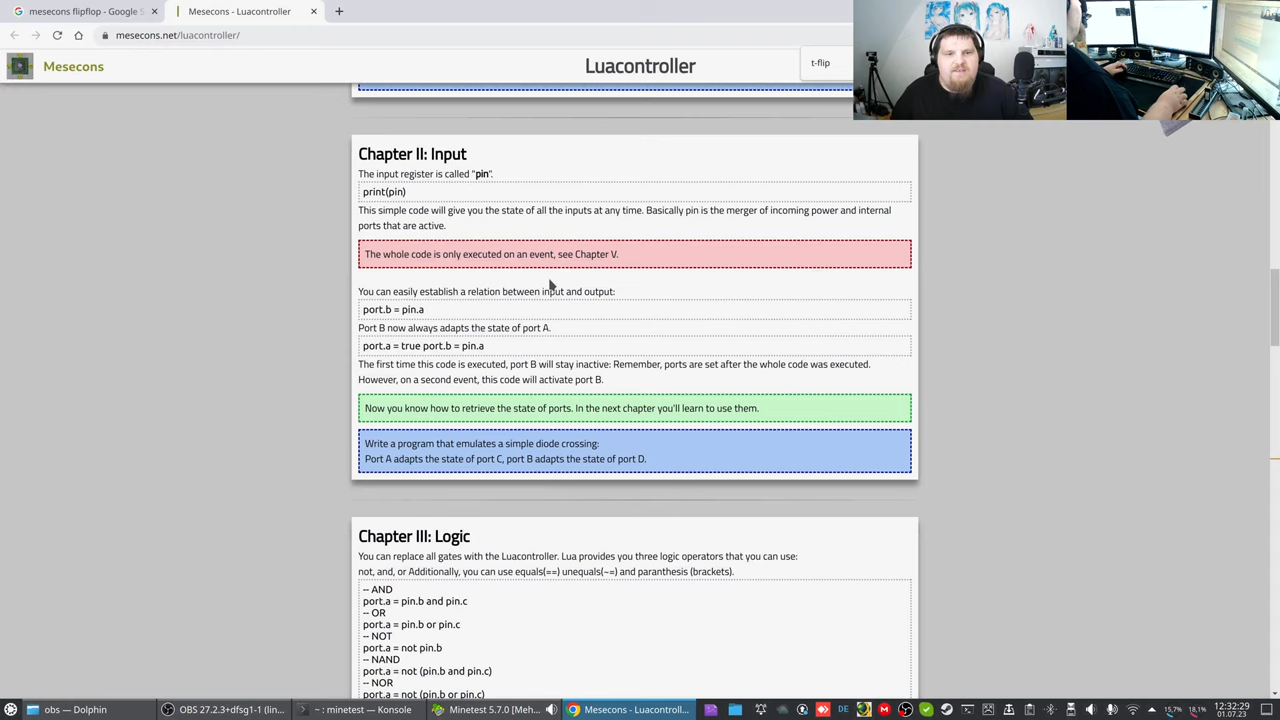 mesecons flipflop - Google S
Mesecons - Luacontroller
mesecons.net/luacontroller/
Mesecons
Luacontroller
t-flip
Chapter II: Input
The input register is called "pin".
print(pin)
This simple code will give you the state of all the inputs at any time. Basically pin is the merger of incoming power and internal
ports that are active.
The whole code is only executed on an event, see Chapter V.
You can easily establish a relation between input and output:
port.b = pin.a
Port B now always adapts the state of port A.
port.a = true port.b = pin.a
The first time this code is executed, port B will stay inactive: Remember, ports are set after the whole code was executed.
However, on a second event, this code will activate port B.
Now you know how to retrieve the state of ports. In the next chapter you'll learn to use them.
Write a program that emulates a simple diode crossing:
Port A adapts the state of port C, port B adapts the state of port D.
Chapter III: Logic
You can replace all gates with the Luacontroller. Lua provides you three logic operators that you can use:
not, and, or Additionally, you can use equals(==) unequals(~=) and paranthesis (brackets).
-- AND
port.a = pin.b and pin.c
-- OR
port.a = pin.b or pin.c
-- NOT
port.a = not pin.b
-- NAND
port.a = not (pin.b and pin.c)
-- NOR
port.a = not (pin.b or pin.c)
obs — Dolphin
OBS 27.2.3+dfsg1-1 (linu
~ : minetest — Konsole
Minetest 5.7.0 [Meh
Mesecons - Luacontroll...
DE
15,7%
18,1%
12:32:29
01.07.23